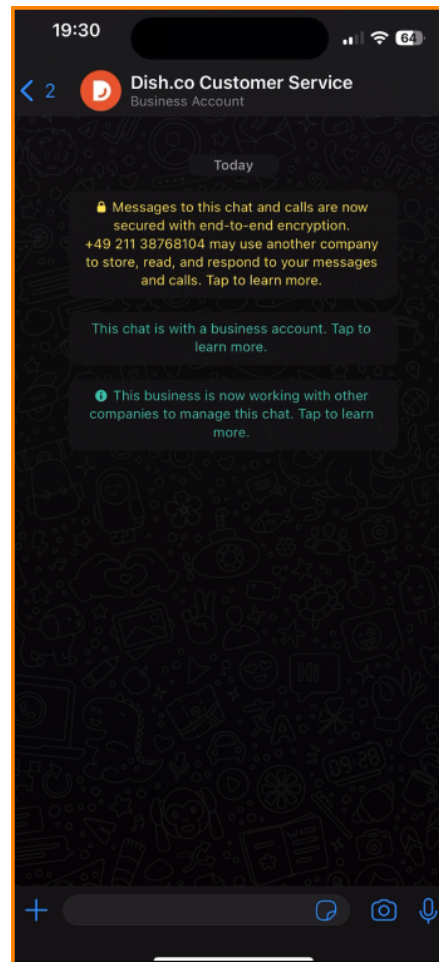 19:30
64
2
Dish.co Customer Service
Business Account
Today
Messages to this chat and calls are now
secured with end-to-end encryption.
+49 211 38768104 may use another company
to store, read, and respond to your messages
and calls. Tap to learn more.
This chat is with a business account. Tap to
learn more.
This business is now working with other
companies to manage this chat. Tap to learn
more.
Hi
09:28